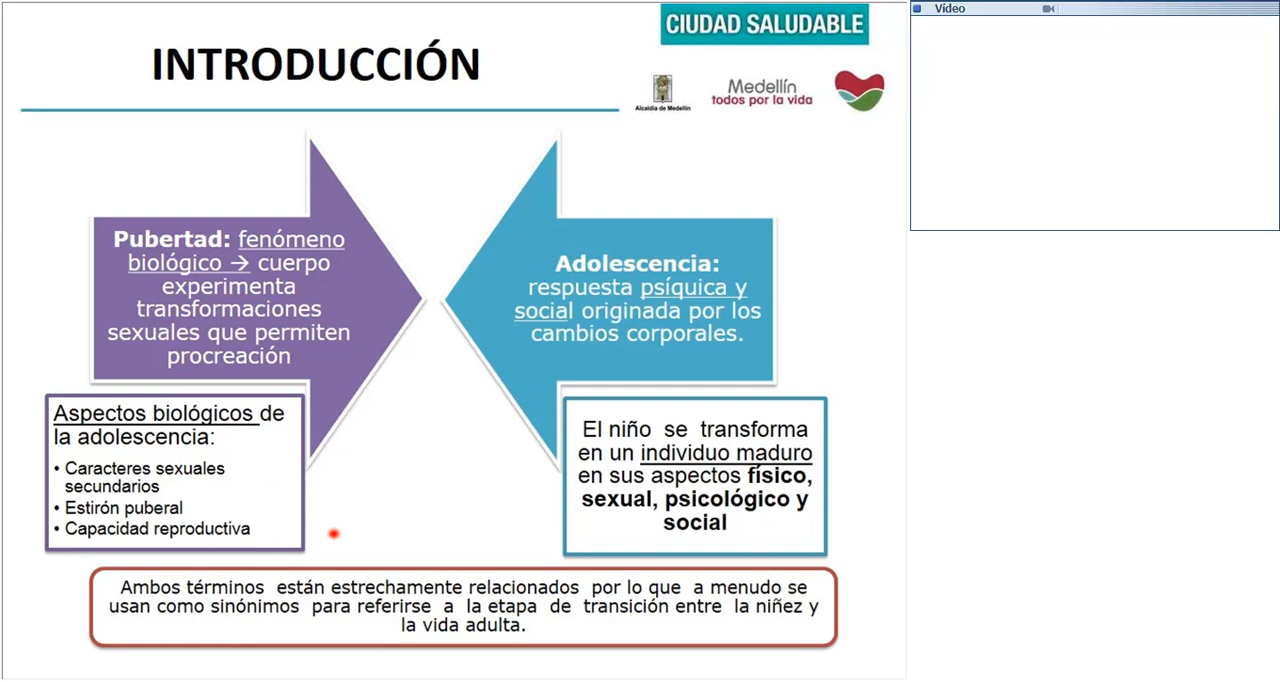 CIUDAD SALUDABLE
INTRODUCCIÓN
Alcaldía de Medellín
Medellín
todos por la vida
Pubertad: fenómeno
biológico → cuerpo
experimenta
transformaciones
sexuales que permiten
procreación
Adolescencia:
respuesta psíquica y
social originada por los
cambios corporales.
Aspectos biológicos de
la adolescencia:
• Caracteres sexuales
secundarios
• Estirón puberal
• Capacidad reproductiva
El niño se transforma
en un individuo maduro
en sus aspectos físico,
sexual, psicológico y
social
Ambos términos están estrechamente relacionados por lo que a menudo se
usan como sinónimos para referirse a la etapa de transición entre la niñez y
la vida adulta.
Vídeo